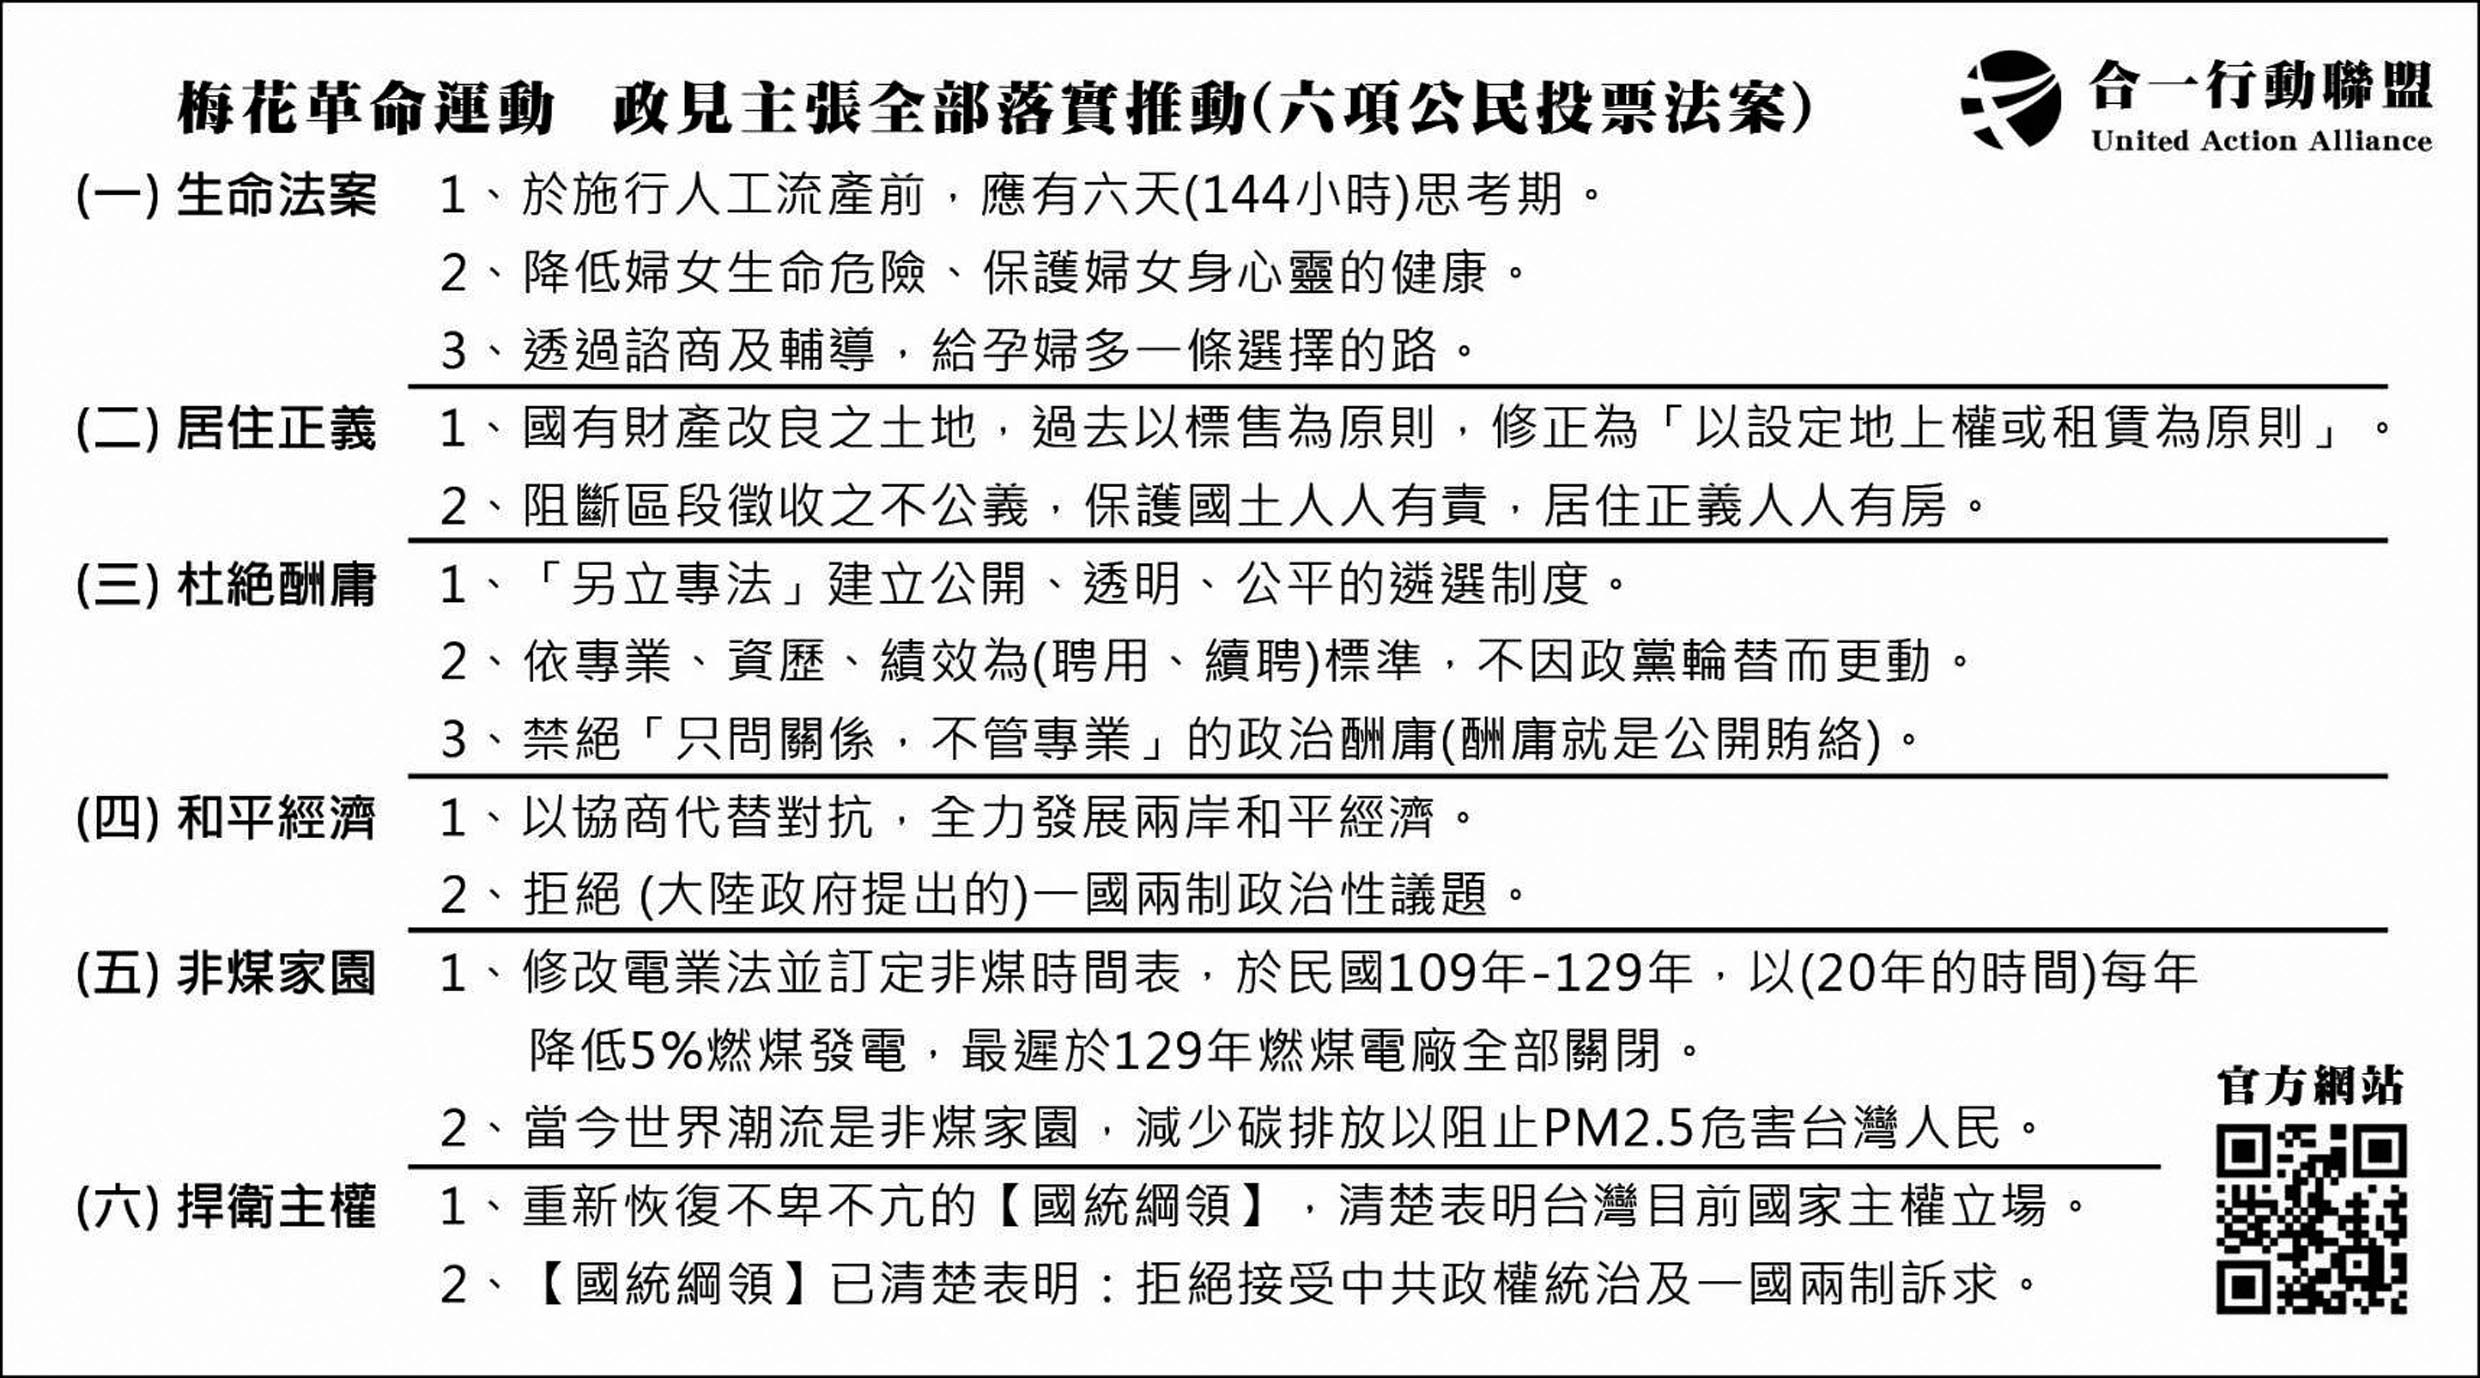 梅花革命運動 政見主張全部落實推動(六項公民投票法案)
合一行動聯盟
United Action Alliance
(一) 生命法案 1、於施行人工流產前，應有六天(144小時)思考期。
2、降低婦女生命危險、保護婦女身心靈的健康。
3、透過諮商及輔導，給孕婦多一條選擇的路。
(二) 居住正義 1、國有財產改良之土地，過去以標售為原則，修正為「以設定地上權或租賃為原則」。
2、阻斷區段徵收之不公義，保護國土人人有責，居住正義人人有房。
(三) 杜絕酬庸 1、「另立專法」建立公開、透明、公平的遴選制度。
2、依專業、資歷、績效為(聘用、續聘)標準，不因政黨輪替而更動。
3、禁絕「只問關係，不管專業」的政治酬庸(酬庸就是公開賄絡)。
(四) 和平經濟 1、以協商代替對抗，全力發展兩岸和平經濟。
2、拒絕 (大陸政府提出的)一國兩制政治性議題。
(五) 非煤家園 1、修改電業法並訂定非煤時間表，於民國109年-129年，以(20年的時間)每年
降低5%燃煤發電，最遲於129年燃煤電廠全部關閉。
2、當今世界潮流是非煤家園，減少碳排放以阻止PM2.5危害台灣人民。
(六) 捍衛主權 1、重新恢復不卑不亢的【國統綱領】，清楚表明台灣目前國家主權立場。
2、【國統綱領】已清楚表明：拒絕接受中共政權統治及一國兩制訴求。
官方網站